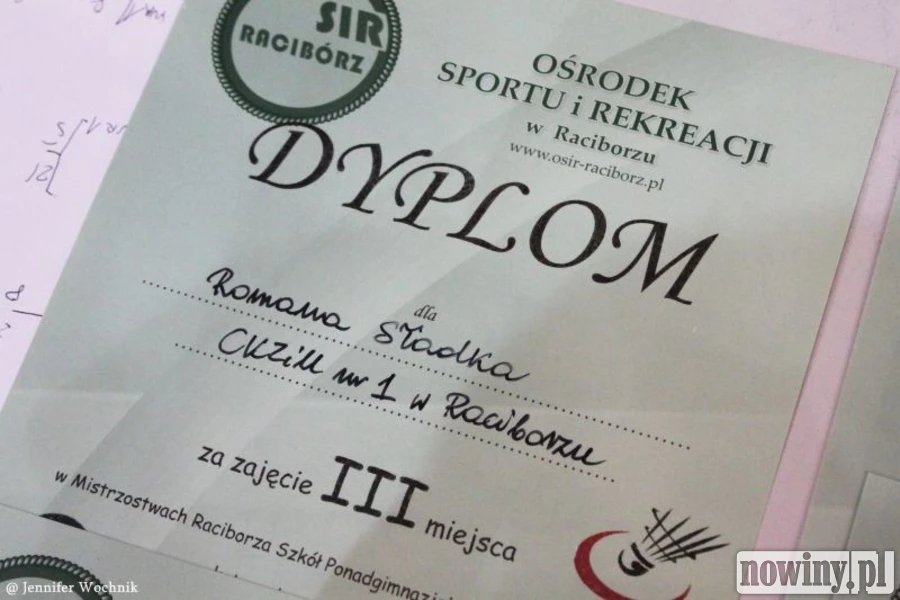 SIR
RACIBÓRZ
OŚRODEK
SPORTU i REKREACJI
w Raciborzu
www.osir-raciborz.pl
DYPLOM
dla
Romana Sładka
CKZiU nr 1 w Raciborzu
za zajęcie III miejsca
w Mistrzostwach Raciborza Szkół Ponadgimnazjal
@ Jennifer Wochnik
nowiny.pl